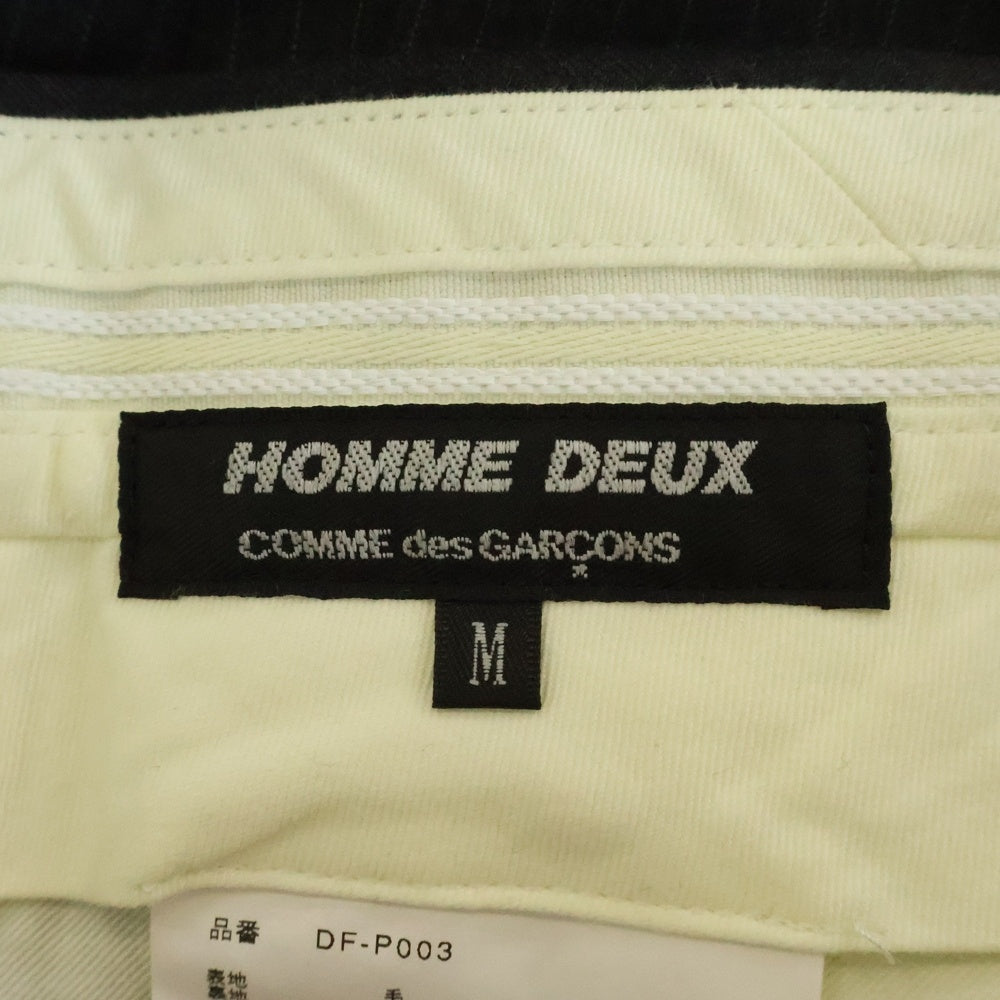 HOMME DEUX
COMME des GARÇONS
M
品番 DF-P003
表地 毛